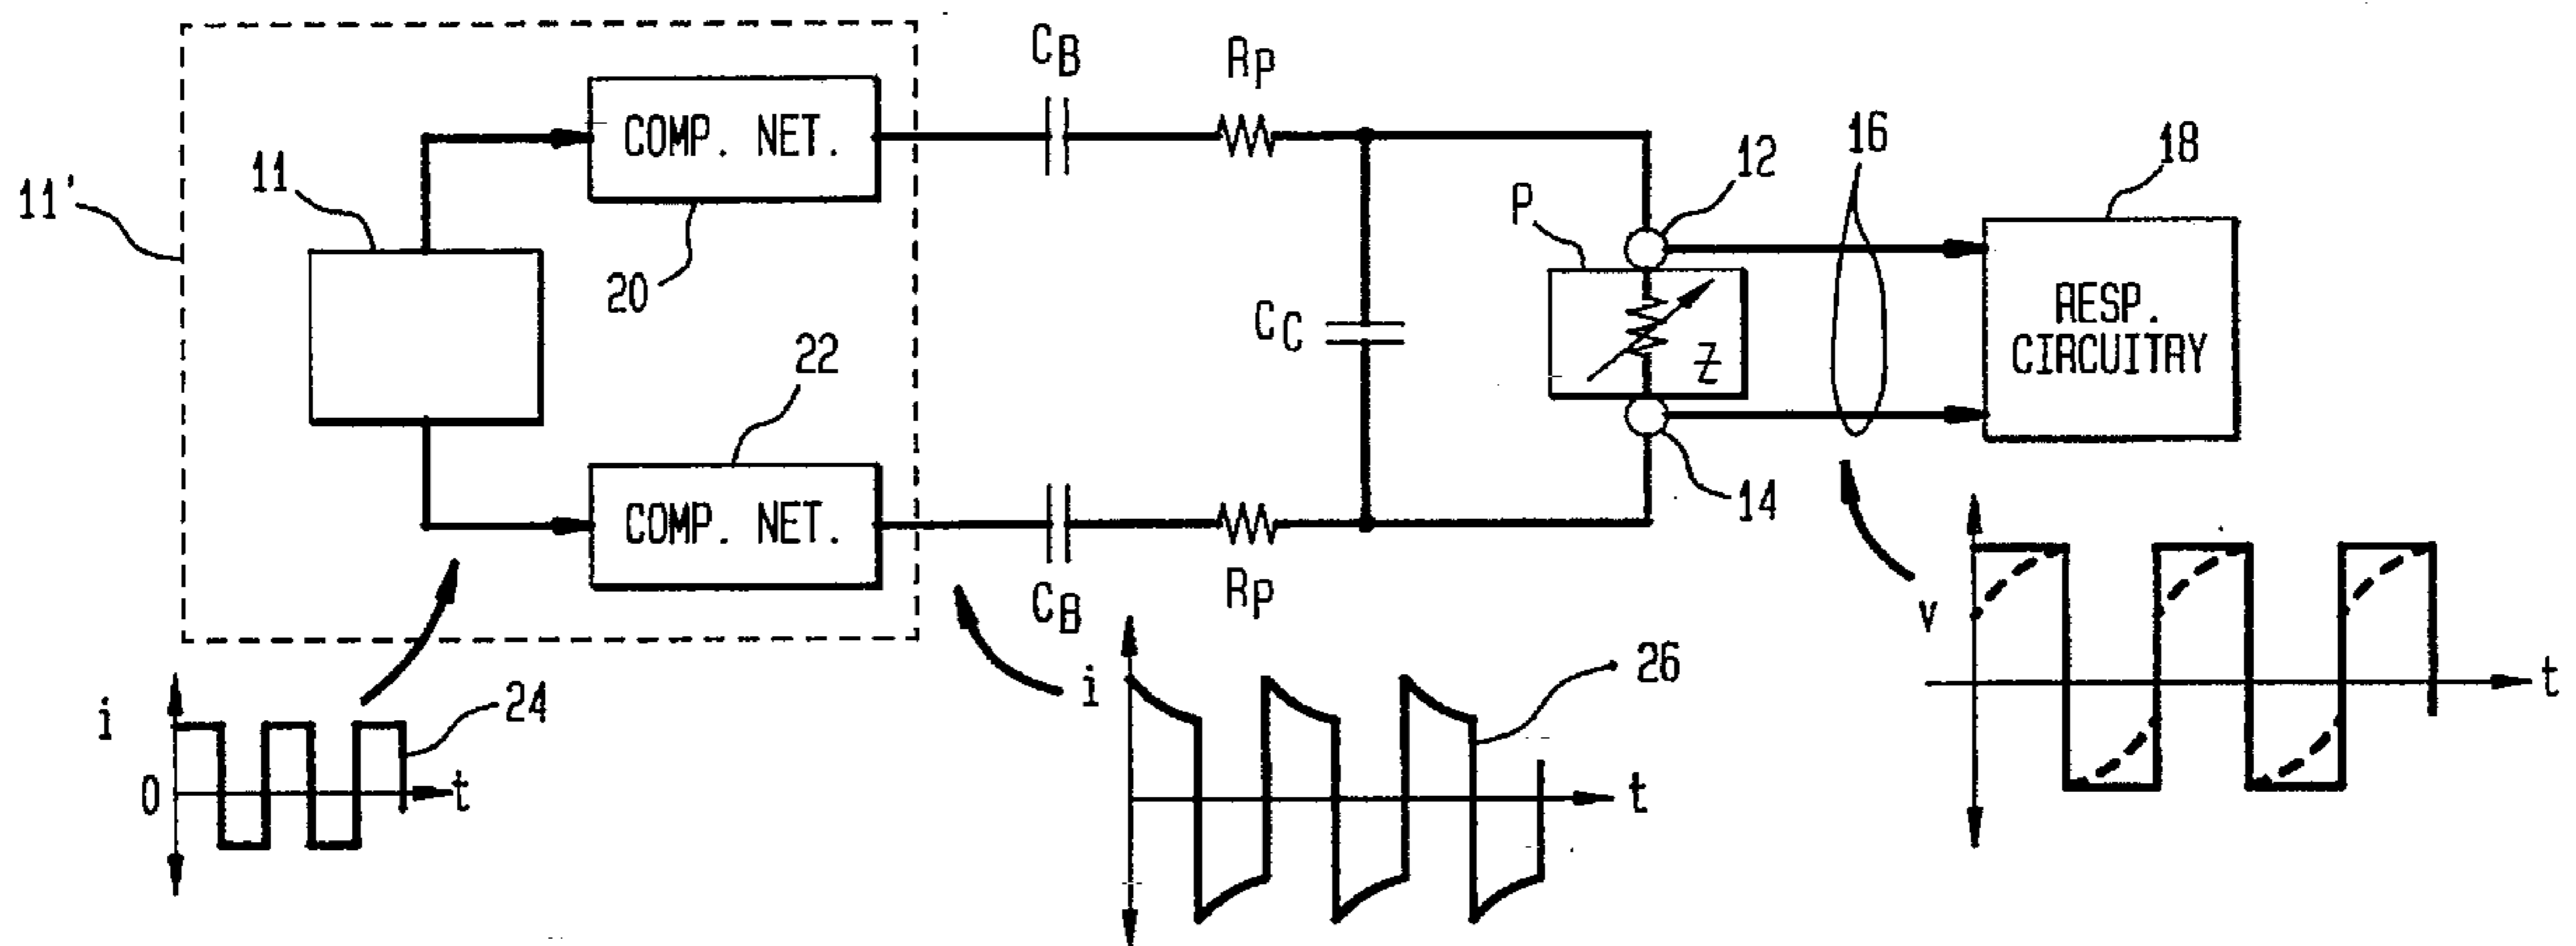 11'
11
COMP. NET.
20
COMP. NET.
22
CB
RP
CC
CB
RP
P
12
14
Z
16
18
RESP.
CIRCUITRY
i
0
t
24
i
t
26
v
t